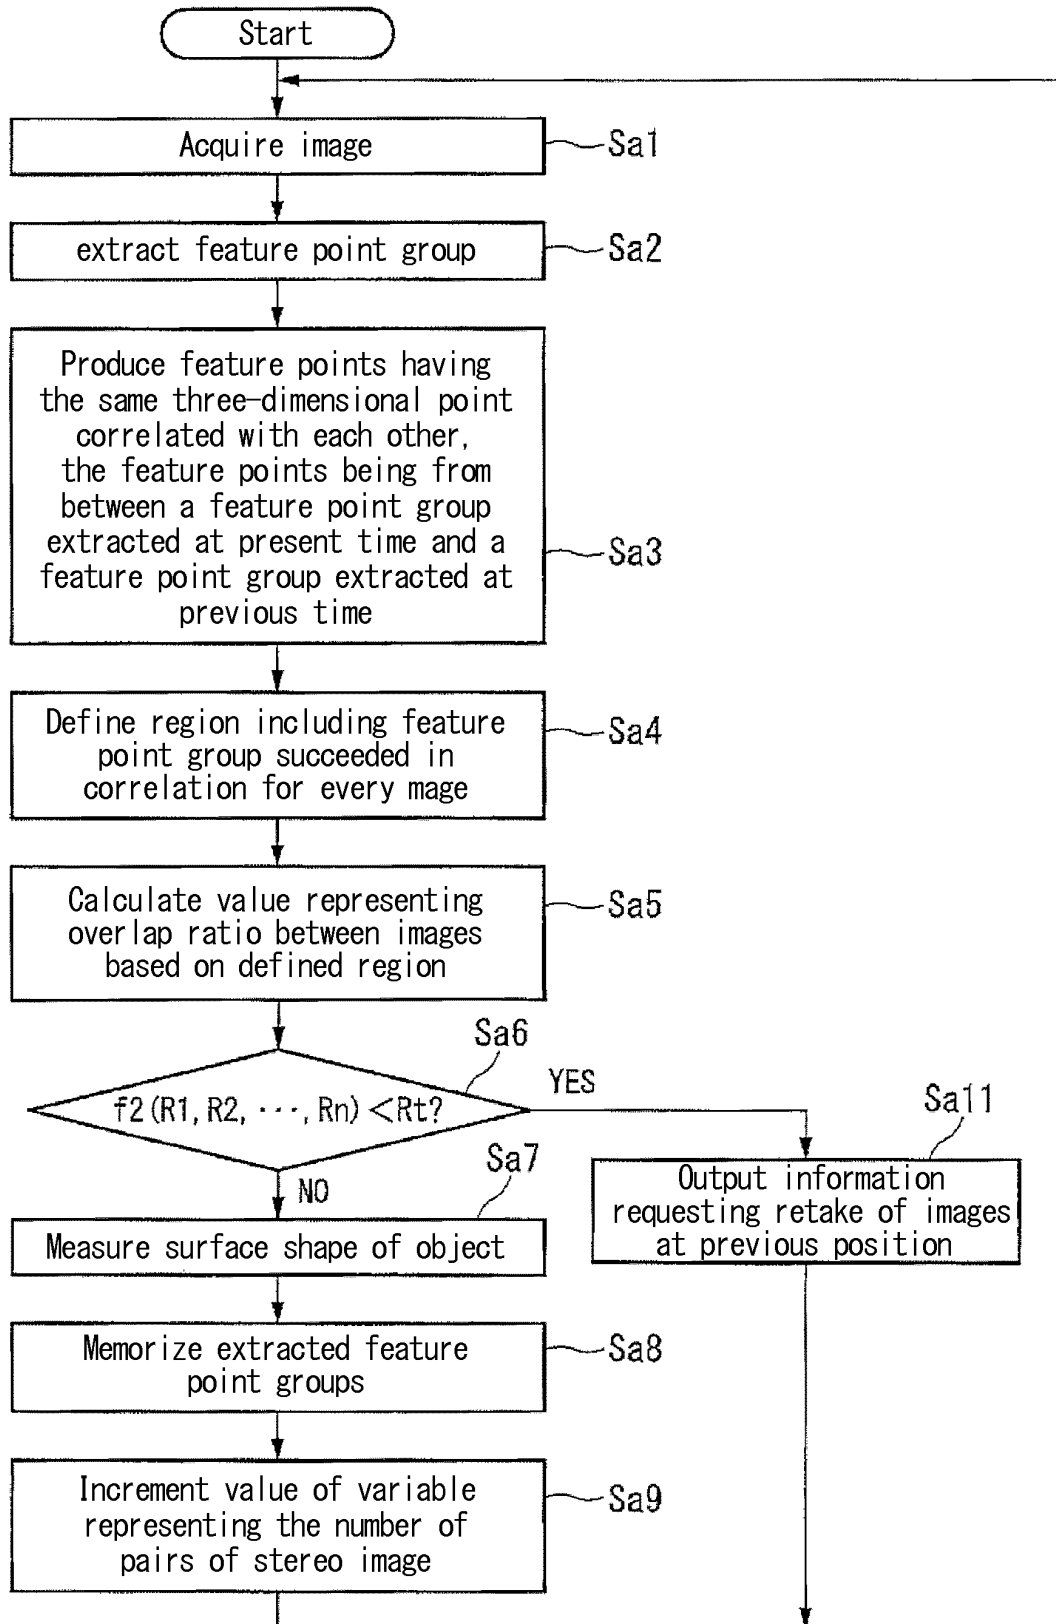 Start
Acquire image
Sa1
extract feature point group
Sa2
Produce feature points having
the same three-dimensional point
correlated with each other,
the feature points being from
between a feature point group
extracted at present time and a
feature point group extracted at
previous time
Sa3
Define region including feature
point group succeeded in
correlation for every mage
Sa4
Calculate value representing
overlap ratio between images
based on defined region
Sa5
Sa6
f2(R1, R2, ···, Rn) <Rt?
YES
NO
Sa11
Output information
requesting retake of images
at previous position
Sa7
Measure surface shape of object
Memorize extracted feature
point groups
Sa8
Increment value of variable
representing the number of
pairs of stereo image
Sa9